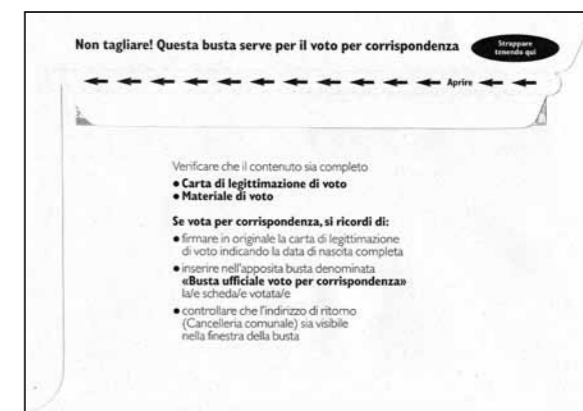 Non tagliare! Questa busta serve per il voto per corrispondenza
Strappare
tenendo qui
Aprire
Verificare che il contenuto sia completo
● Carta di legittimazione di voto
● Materiale di voto
Se vota per corrispondenza, si ricordi di:
● firmare in originale la carta di legittimazione
di voto indicando la data di nascita completa
● inserire nell'apposita busta denominata
«Busta ufficiale voto per corrispondenza»
la/e scheda/e votata/e
● controllare che l'indirizzo di ritorno
(Cancelleria comunale) sia visibile
nella finestra della busta